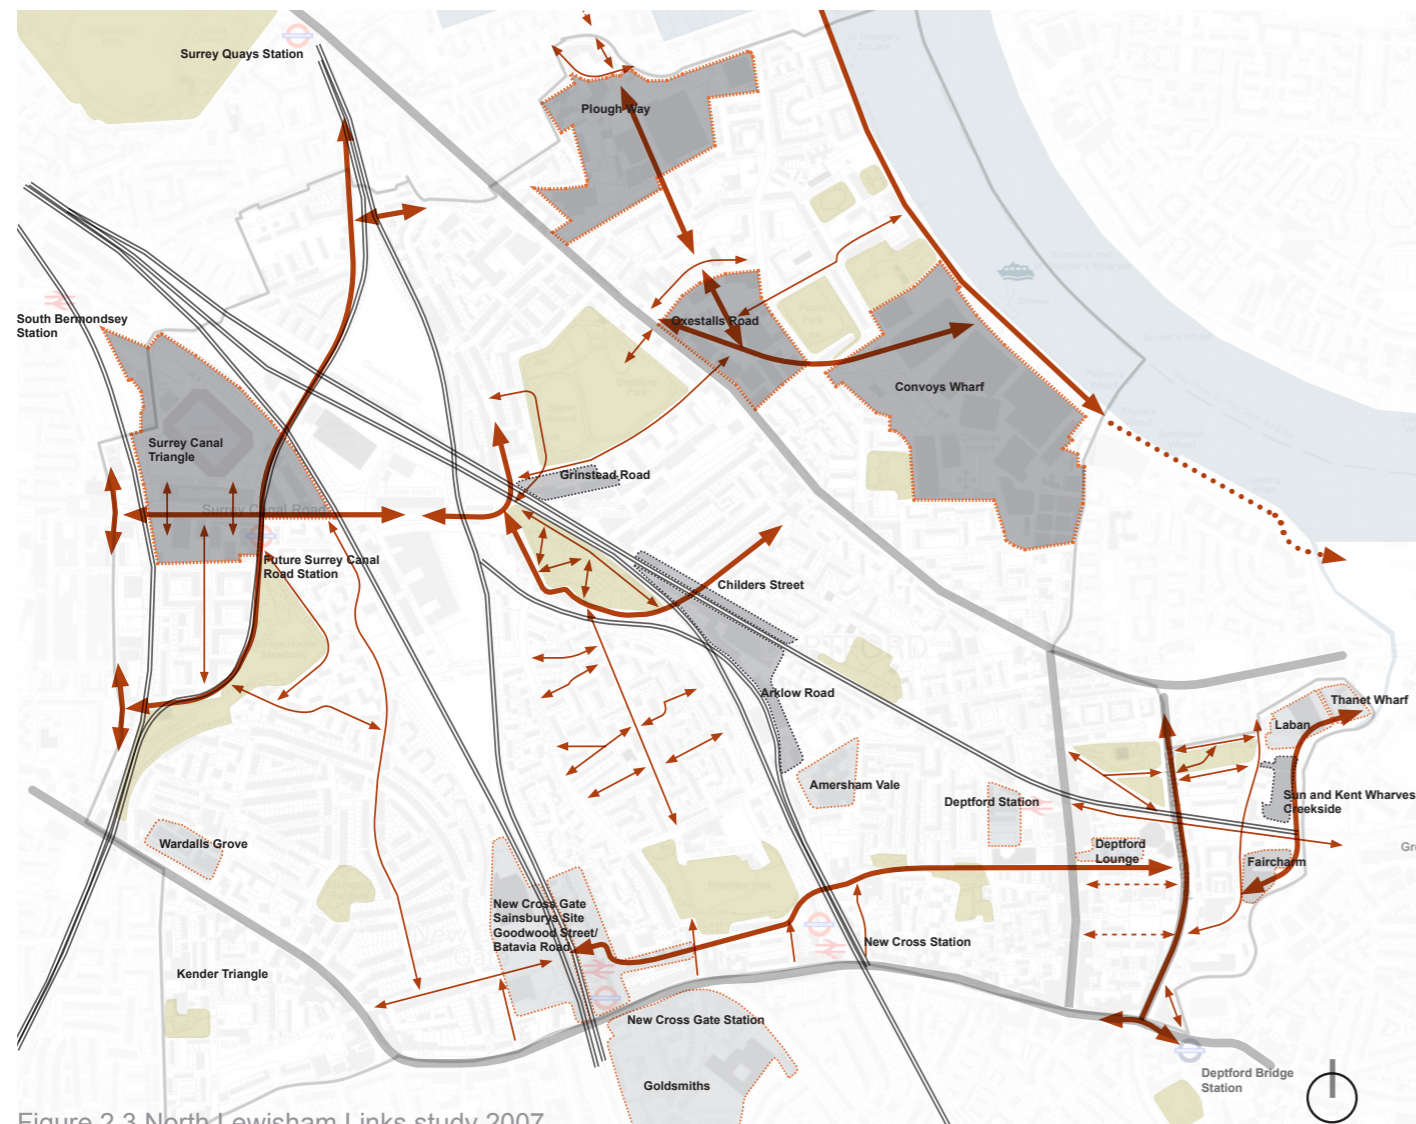 Surrey Quays Station
Plough Way
South Bermondsey
Station
Oxestalls Road
Convoys Wharf
Surrey Canal
Triangle
Grinstead Road
Surrey Canal Road
Future Surrey Canal
Road Station
Childers Street
Arklow Road
Thanet Wharf
Laban
Amersham Vale
Deptford Station
Sun and Kent Wharves
Creekside
Wardalls Grove
Deptford
Lounge
Faircharm
New Cross Gate
Sainsburys Site
Goodwood Street/
Batavia Road
New Cross Station
Kender Triangle
New Cross Gate Station
Goldsmiths
Deptford Bridge
Station
Figure 2.3 North Lewisham Links study 2007